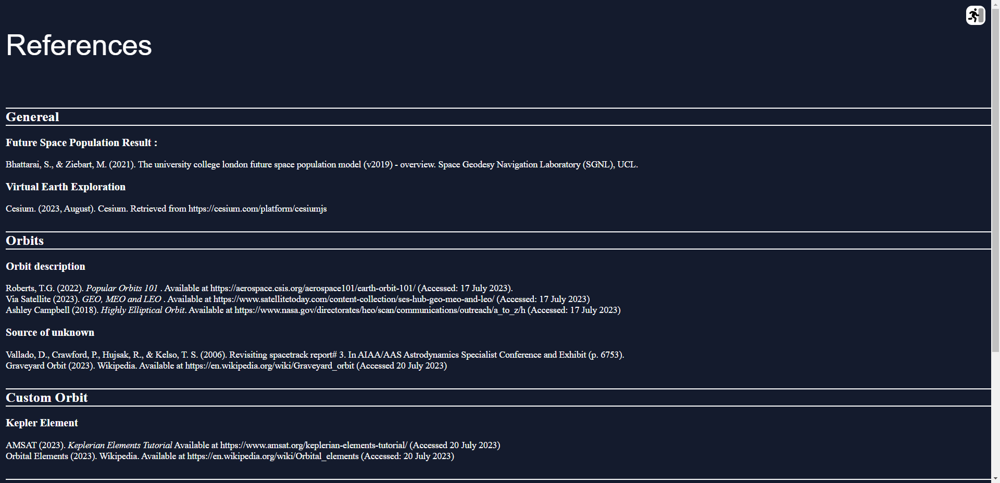 References
Genereal
Future Space Population Result :
Bhattarai, S., & Ziebart, M. (2021). The university college london future space population model (v2019) - overview. Space Geodesy Navigation Laboratory (SGNL), UCL.
Virtual Earth Exploration
Cesium. (2023, August). Cesium. Retrieved from https://cesium.com/platform/cesiumjs
Orbits
Orbit description
Roberts, T.G. (2022). Popular Orbits 101 . Available at https://aerospace.csis.org/aerospace101/earth-orbit-101/ (Accessed: 17 July 2023).
Via Satellite (2023). GEO, MEO and LEO . Available at https://www.satellitetoday.com/content-collection/ses-hub-geo-meo-and-leo/ (Accessed: 17 July 2023)
Ashley Campbell (2018). Highly Elliptical Orbit. Available at https://www.nasa.gov/directorates/heo/scan/communications/outreach/a_to_z/h (Accessed: 17 July 2023)
Source of unknown
Vallado, D., Crawford, P., Hujsak, R., & Kelso, T. S. (2006). Revisiting spacetrack report# 3. In AIAA/AAS Astrodynamics Specialist Conference and Exhibit (p. 6753).
Graveyard Orbit (2023). Wikipedia. Available at https://en.wikipedia.org/wiki/Graveyard_orbit (Accessed 20 July 2023)
Custom Orbit
Kepler Element
AMSAT (2023). Keplerian Elements Tutorial Available at https://www.amsat.org/keplerian-elements-tutorial/ (Accessed 20 July 2023)
Orbital Elements (2023). Wikipedia. Available at https://en.wikipedia.org/wiki/Orbital_elements (Accessed: 20 July 2023)